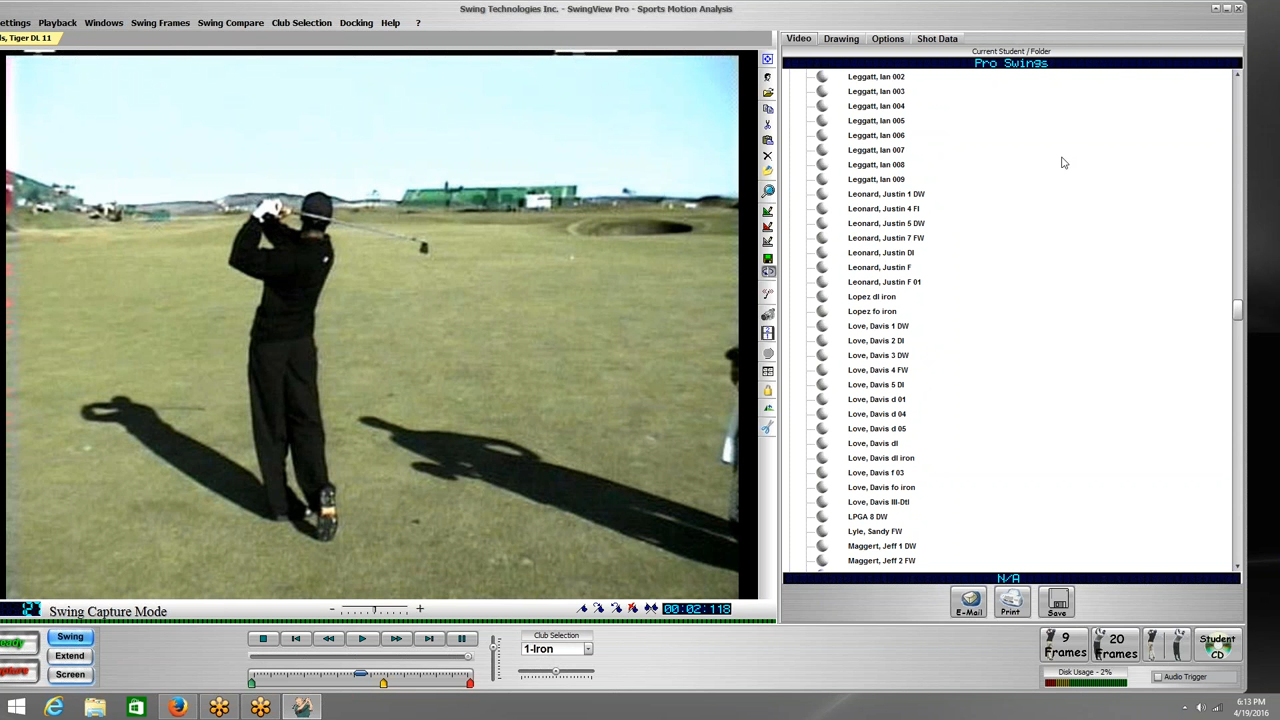 Swing Technologies Inc. - SwingView Pro - Sports Motion Analysis
ettings Playback Windows Swing Frames Swing Compare Club Selection Docking Help ?
s, Tiger DL 11
Video Drawing Options Shot Data
Current Student / Folder
Pro Swings
Leggatt, Ian 002
Leggatt, Ian 003
Leggatt, Ian 004
Leggatt, Ian 005
Leggatt, Ian 006
Leggatt, Ian 007
Leggatt, Ian 008
Leggatt, Ian 009
Leonard, Justin 1 DW
Leonard, Justin 4 FI
Leonard, Justin 5 DW
Leonard, Justin 7 FW
Leonard, Justin DI
Leonard, Justin F
Leonard, Justin F 01
Lopez dl iron
Lopez fo iron
Love, Davis 1 DW
Love, Davis 2 DI
Love, Davis 3 DW
Love, Davis 4 FW
Love, Davis 5 DI
Love, Davis d 01
Love, Davis d 04
Love, Davis d 05
Love, Davis dl
Love, Davis dl iron
Love, Davis f 03
Love, Davis fo iron
Love, Davis III-Dtl
LPGA 8 DW
Lyle, Sandy FW
Maggert, Jeff 1 DW
Maggert, Jeff 2 FW
N/A
E-Mail Print Save
2 Swing Capture Mode - + 00:02:118
eady Swing
Extend
apture Screen
Club Selection
1-Iron
9 Frames 20 Frames Student CD
Disk Usage - 2% Audio Trigger
6:13 PM
4/19/2016